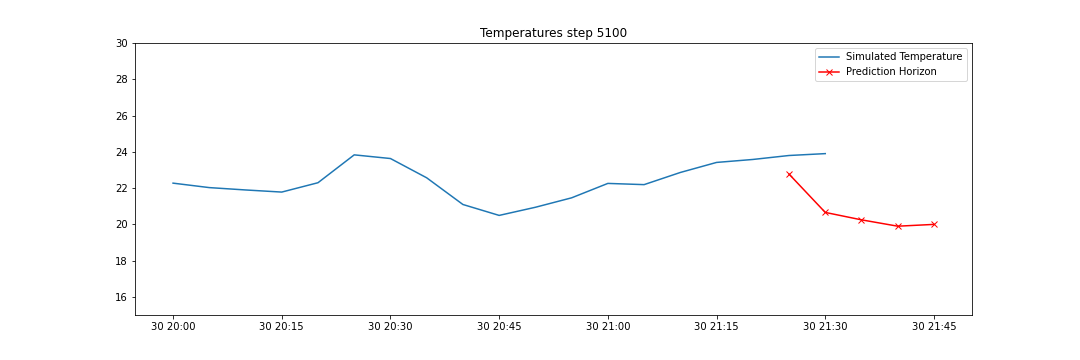 Temperatures step 5100
Simulated Temperature
Prediction Horizon
30
28
26
24
22
20
18
16
30 20:00 30 20:15 30 20:30 30 20:45 30 21:00 30 21:15 30 21:30 30 21:45